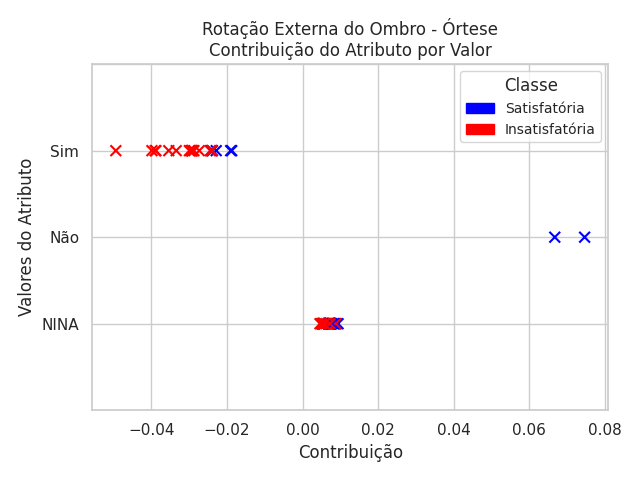 Rotação Externa do Ombro - Órtese
Contribuição do Atributo por Valor
Classe
Satisfatória
Insatisfatória
Valores do Atributo
Sim
Não
NINA
−0.04
−0.02
0.00
0.02
0.04
0.06
0.08
Contribuição